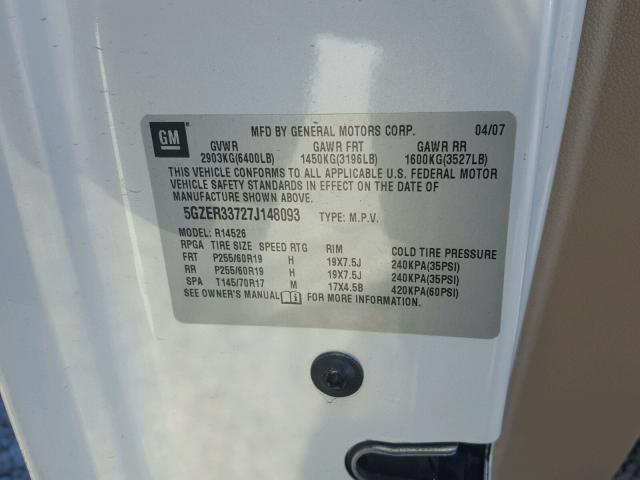 GM
MFD BY GENERAL MOTORS CORP. 04/07
GVWR GAWR FRT GAWR RR
2903KG(6400LB) 1450KG(3196LB) 1600KG(3527LB)
THIS VEHICLE CONFORMS TO ALL APPLICABLE U.S. FEDERAL MOTOR
VEHICLE SAFETY STANDARDS IN EFFECT ON THE DATE OF
MANUFACTURE SHOWN ABOVE.
5GZER33727J148093 TYPE: M.P.V.
MODEL: R14526
RPGA TIRE SIZE SPEED RTG RIM COLD TIRE PRESSURE
FRT P255/60R19 H 19X7.5J 240KPA(35PSI)
RR P255/60R19 H 19X7.5J 240KPA(35PSI)
SPA T145/70R17 M 17X4.5B 420KPA(60PSI)
SEE OWNER'S MANUAL FOR MORE INFORMATION.